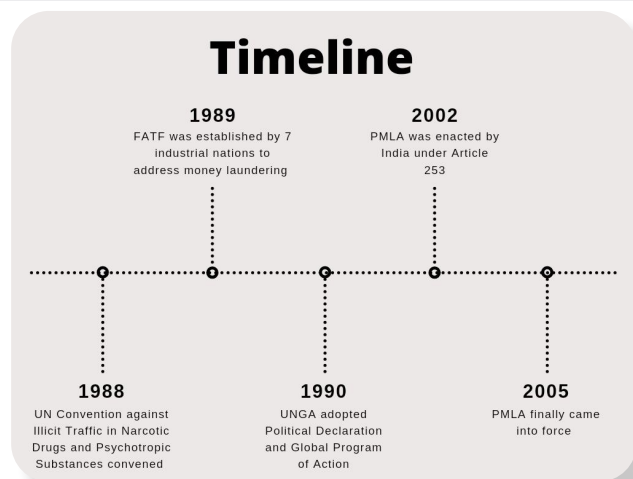 Timeline
1989
FATF was established by 7
industrial nations to
address money laundering
2002
PMLA was enacted by
India under Article
253
1988
UN Convention against
Illicit Traffic in Narcotic
Drugs and Psychotropic
Substances convened
1990
UNGA adopted
Political Declaration
and Global Program
of Action
2005
PMLA finally came
into force